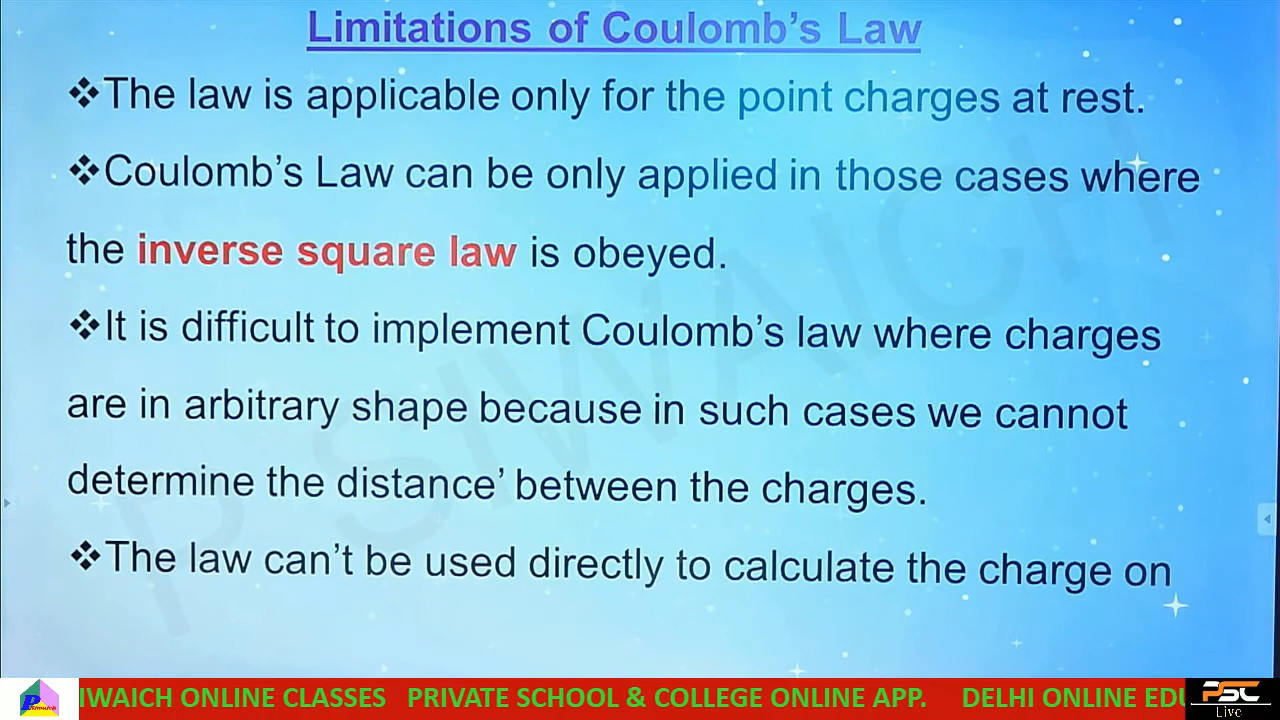 Limitations of Coulomb's Law
❖The law is applicable only for the point charges at rest.
❖Coulomb's Law can be only applied in those cases where
the inverse square law is obeyed.
❖It is difficult to implement Coulomb's law where charges
are in arbitrary shape because in such cases we cannot
determine the distance' between the charges.
❖The law can't be used directly to calculate the charge on
P SIWAICH
IWAICH ONLINE CLASSES PRIVATE SCHOOL & COLLEGE ONLINE APP. DELHI ONLINE EDU
PSC
Live